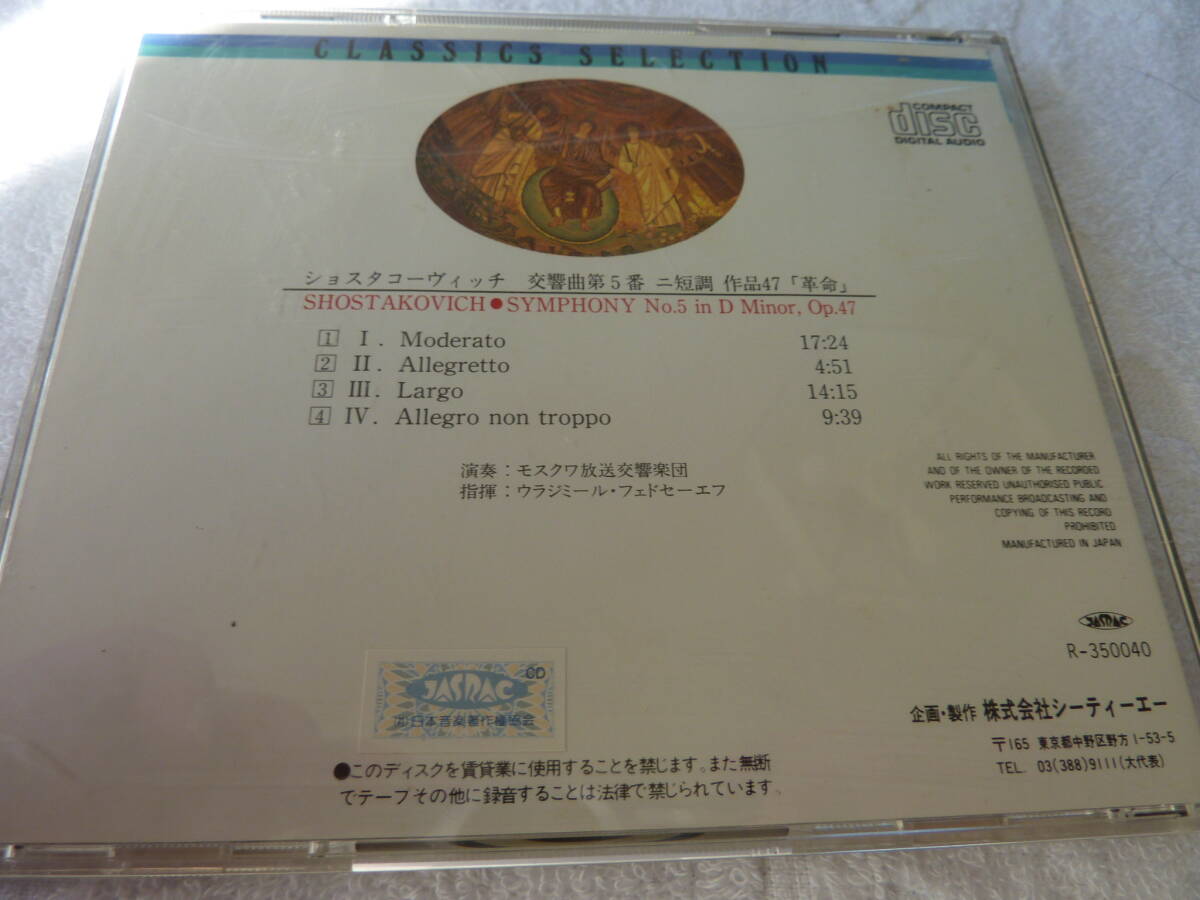 CLASSICS SELECTION
COMPACT
disc
DIGITAL AUDIO
ショスタコーヴィッチ 交響曲第5番 ニ短調 作品47「革命」
SHOSTAKOVICH●SYMPHONY No.5 in D Minor, Op.47
1 I. Moderato 17:24
2 II. Allegretto 4:51
3 III. Largo 14:15
4 IV. Allegro non troppo 9:39
演奏:モスクワ放送交響楽団
指揮:ウラジミール・フェドセーエフ
ALL RIGHTS OF THE MANUFACTURER
AND OF THE OWNER OF THE RECORDED
WORK RESERVED UNAUTHORISED PUBLIC
PERFORMANCE BROADCASTING AND
COPYING OF THIS RECORD
PROHIBITED
MANUFACTURED IN JAPAN
JASRAC
R-350040
CD
JASRAC
日本音楽著作権協会
企画・製作 株式会社シーティーエー
〒165 東京都中野区野方1-53-5
TEL. 03(388)9111(大代表)
●このディスクを賃貸業に使用することを禁じます。また無断
でテープその他に録音することは法律で禁じられています。